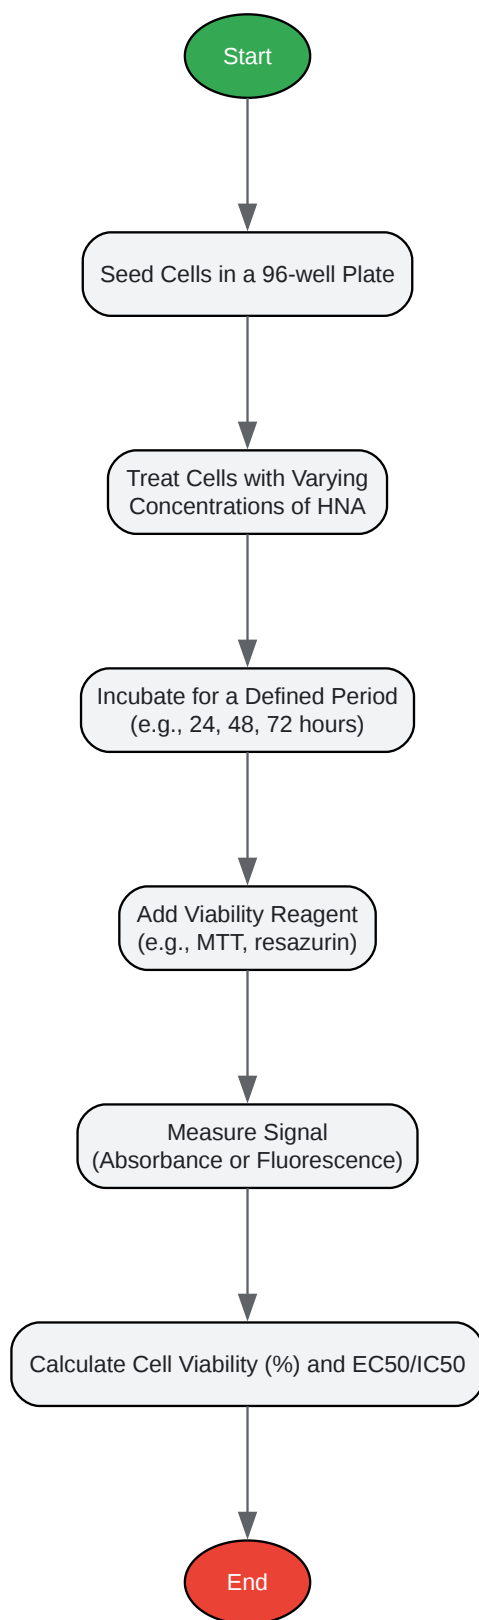 Start
Seed Cells in a 96-well Plate
Treat Cells with Varying
Concentrations of HNA
Incubate for a Defined Period
(e.g., 24, 48, 72 hours)
Add Viability Reagent
(e.g., MTT, resazurin)
Measure Signal
(Absorbance or Fluorescence)
Calculate Cell Viability (%) and EC50/IC50
End